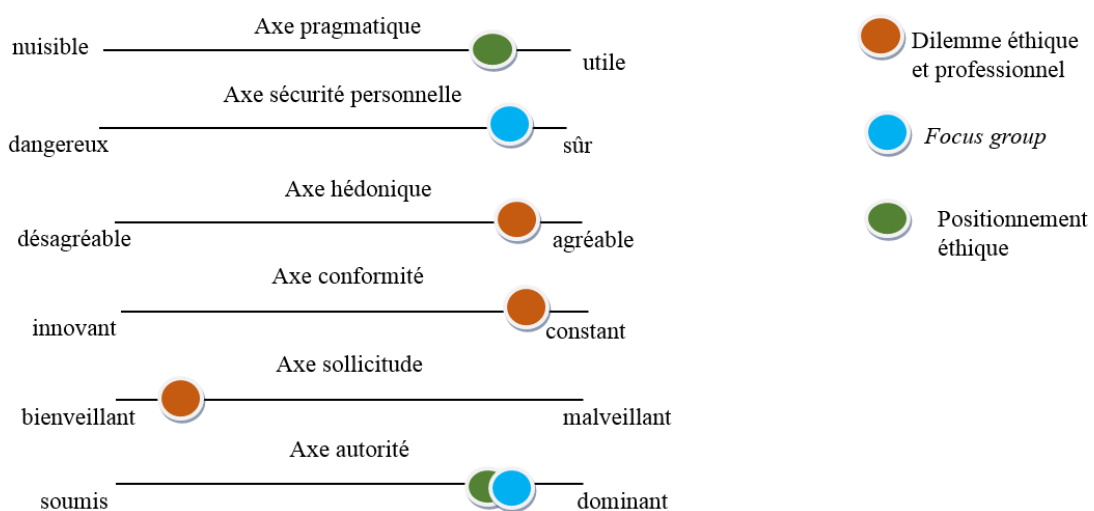 Axe pragmatique
nuisible
utile
Axe sécurité personnelle
dangereux
sûr
Axe hédonique
désagréable
agréable
Axe conformité
innovant
constant
Axe sollicitude
bienveillant
malveillant
Axe autorité
soumis
dominant
Dilemme éthique
et professionnel
Focus group
Positionnement
éthique